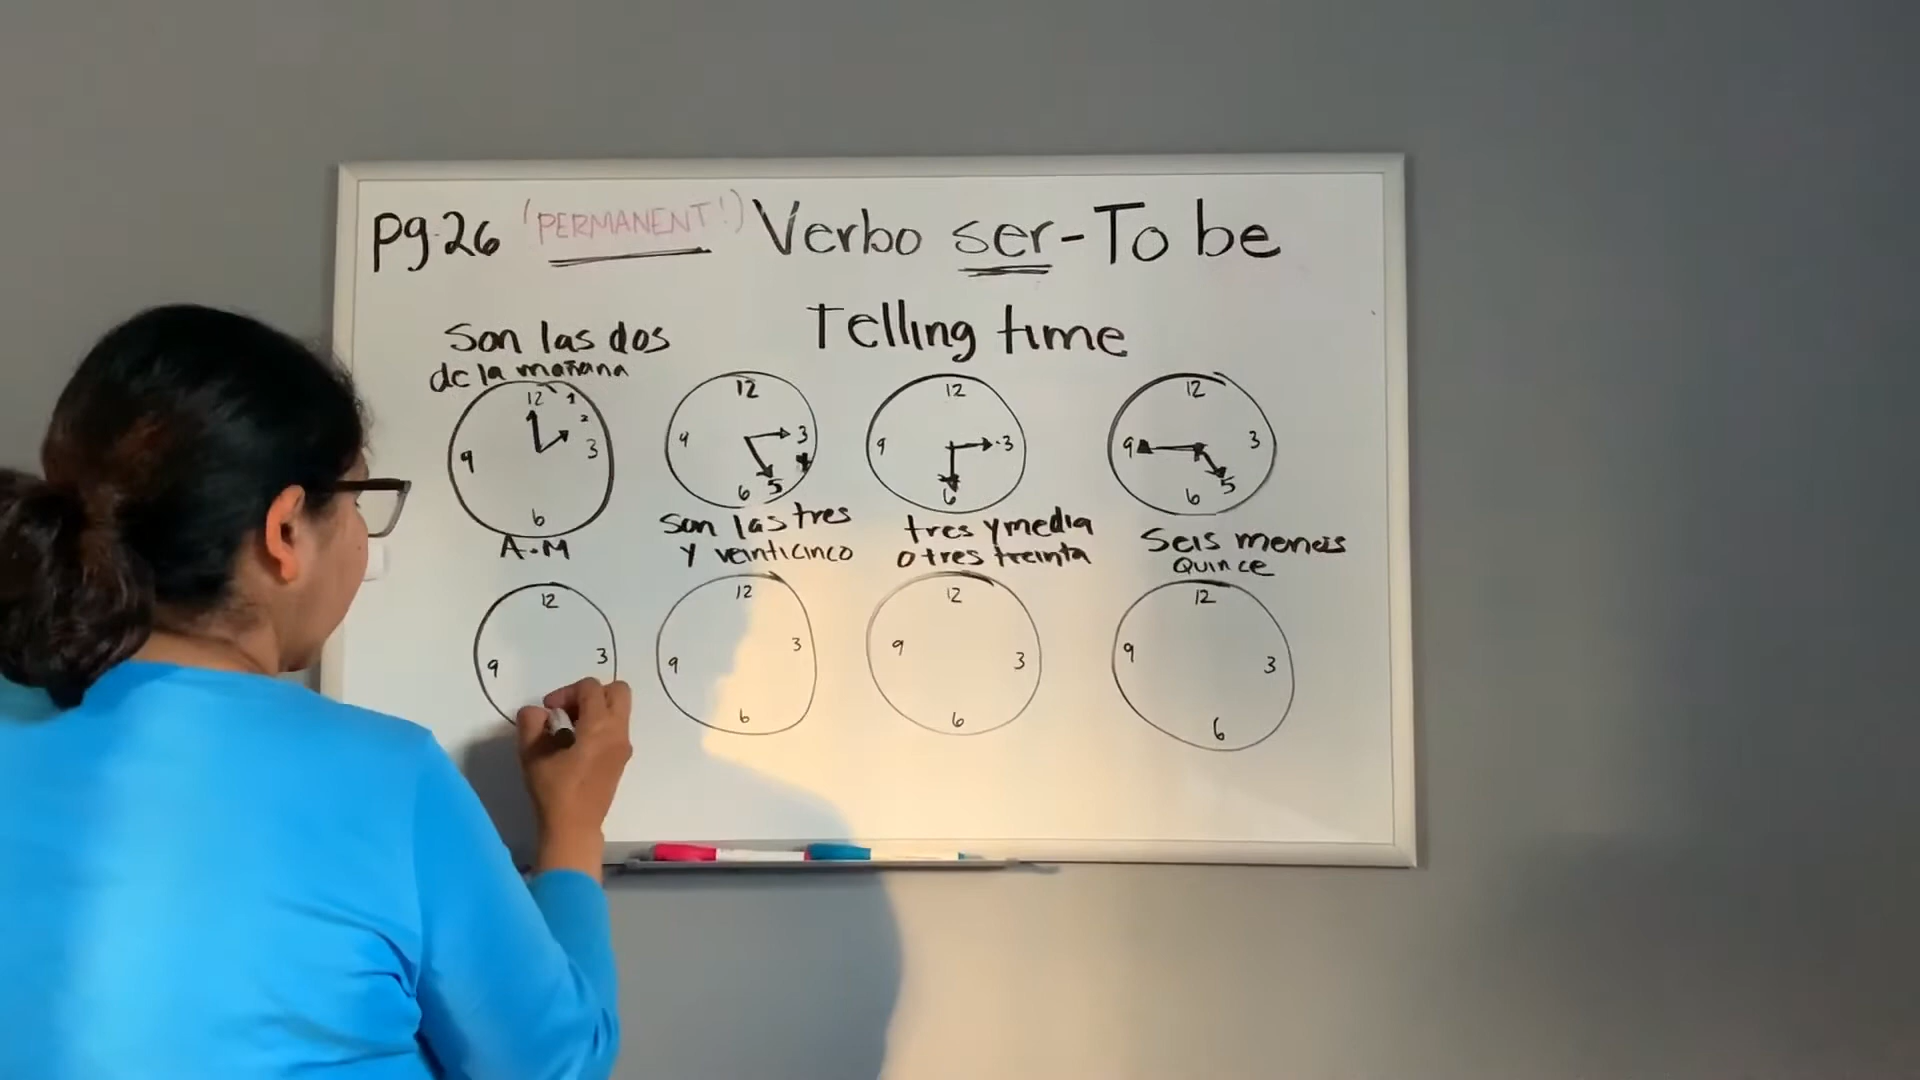 pg.26 (PERMANENT!) Verbo ser-To be
Telling time
Son las dos
de la mañana
12 1
2
9 3
6
A.M
12
9 3
6 5
Son las tres
y veinticinco
12
9 3
6
tres y media
o tres treinta
12
9 3
6 5
Seis menos
Quince
12
9 3
12
9 3
6
12
9 3
6
12
9 3
6